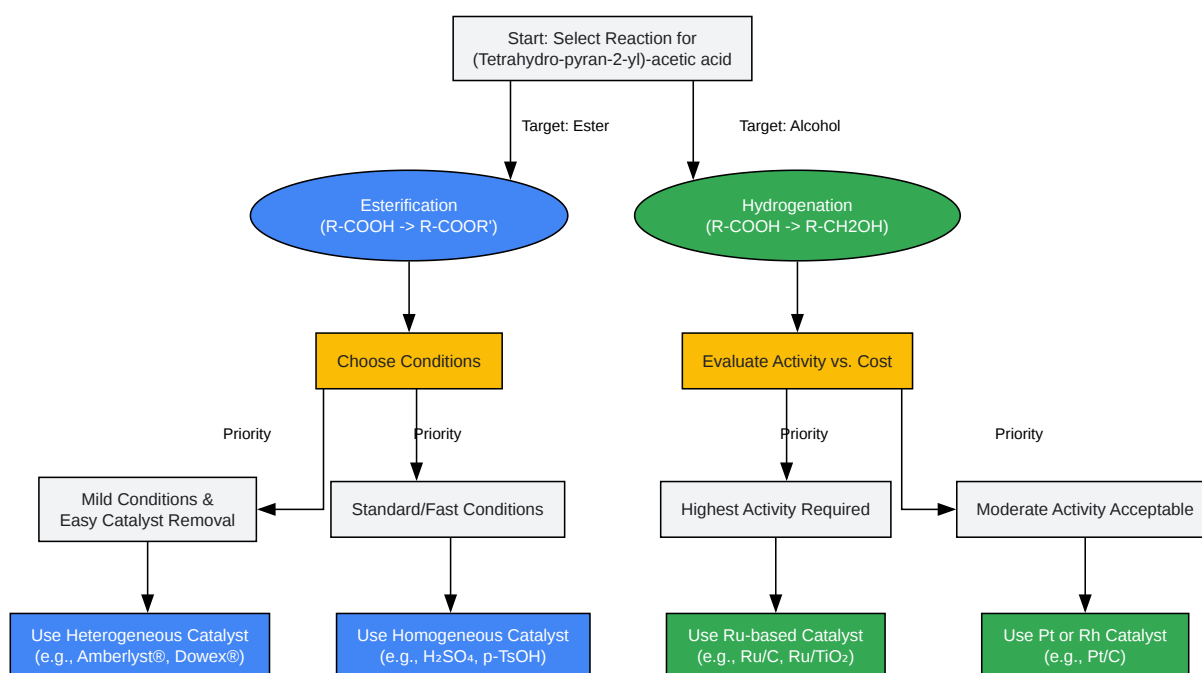 Start: Select Reaction for
(Tetrahydro-pyran-2-yl)-acetic acid
Target: Ester
Target: Alcohol
Esterification
(R-COOH -> R-COOR')
Hydrogenation
(R-COOH -> R-CH2OH)
Choose Conditions
Evaluate Activity vs. Cost
Priority
Priority
Priority
Priority
Mild Conditions &
Easy Catalyst Removal
Standard/Fast Conditions
Highest Activity Required
Moderate Activity Acceptable
Use Heterogeneous Catalyst
(e.g., Amberlyst®, Dowex®)
Use Homogeneous Catalyst
(e.g., H₂SO₄, p-TsOH)
Use Ru-based Catalyst
(e.g., Ru/C, Ru/TiO₂)
Use Pt or Rh Catalyst
(e.g., Pt/C)